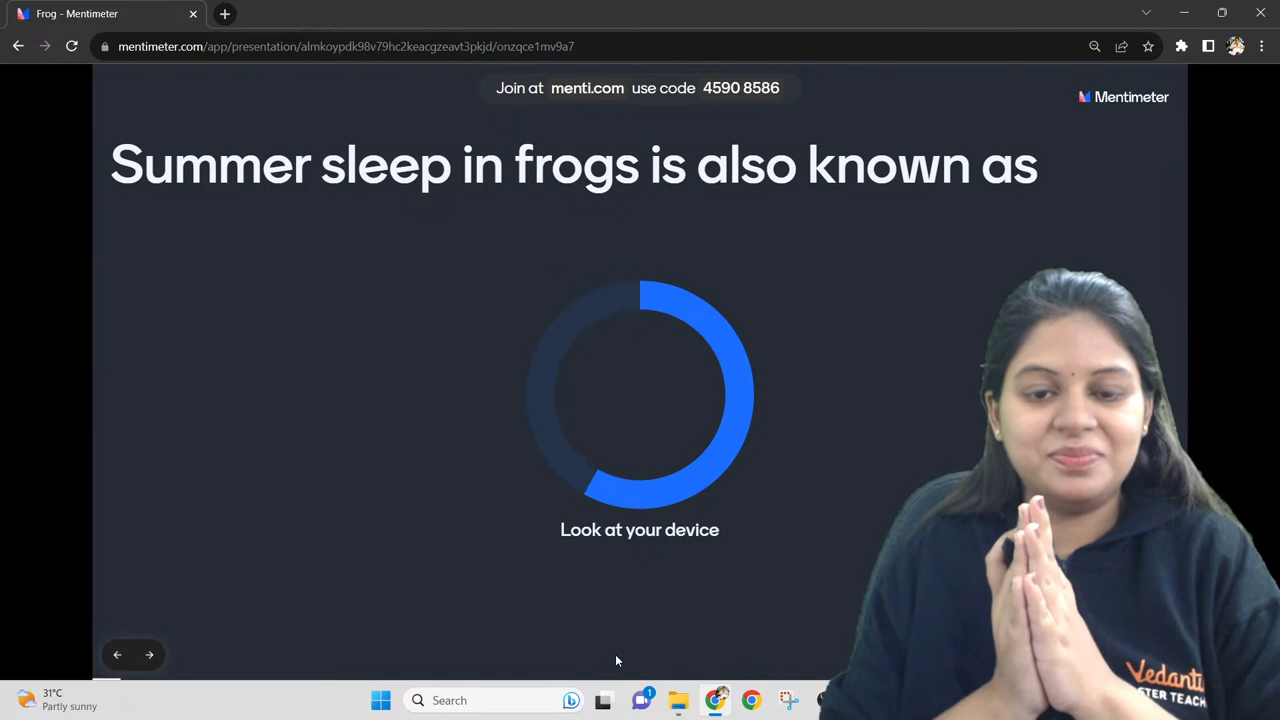 Frog - Mentimeter
mentimeter.com/app/presentation/almkoypdk98v79hc2keacgzeavt3pkjd/onzqce1mv9a7
Join at menti.com use code 4590 8586
Mentimeter
Summer sleep in frogs is also known as
Look at your device
31°C
Partly sunny
Search
1